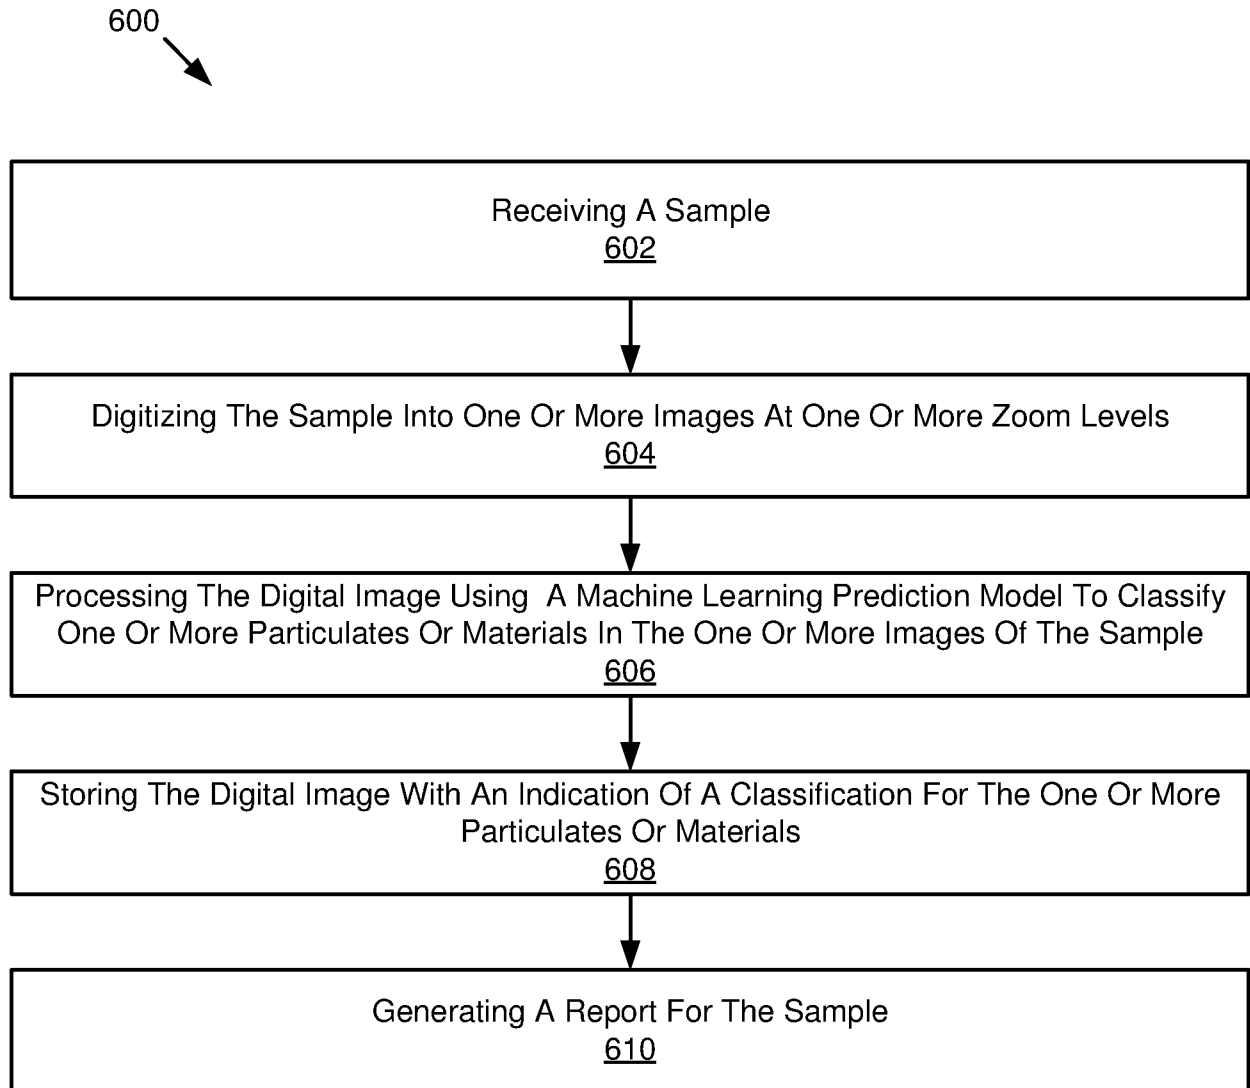 600
Receiving A Sample
602
Digitizing The Sample Into One Or More Images At One Or More Zoom Levels
604
Processing The Digital Image Using  A Machine Learning Prediction Model To Classify
One Or More Particulates Or Materials In The One Or More Images Of The Sample
606
Storing The Digital Image With An Indication Of A Classification For The One Or More
Particulates Or Materials
608
Generating A Report For The Sample
610